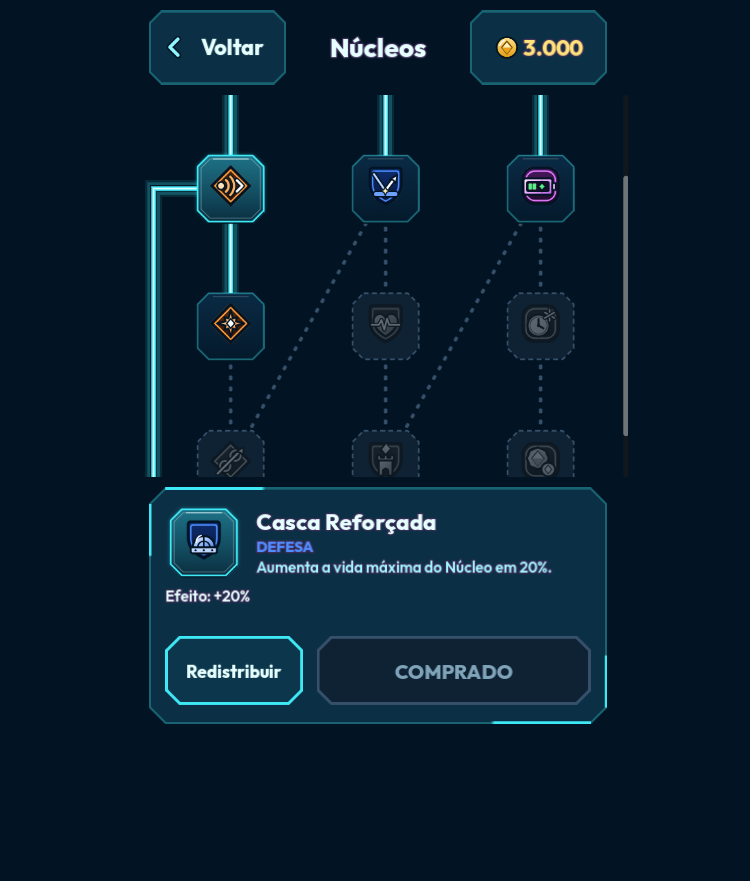 Voltar
Núcleos
3.000
Casca Reforçada
DEFESA
Aumenta a vida máxima do Núcleo em 20%.
Efeito: +20%
Redistribuir
COMPRADO